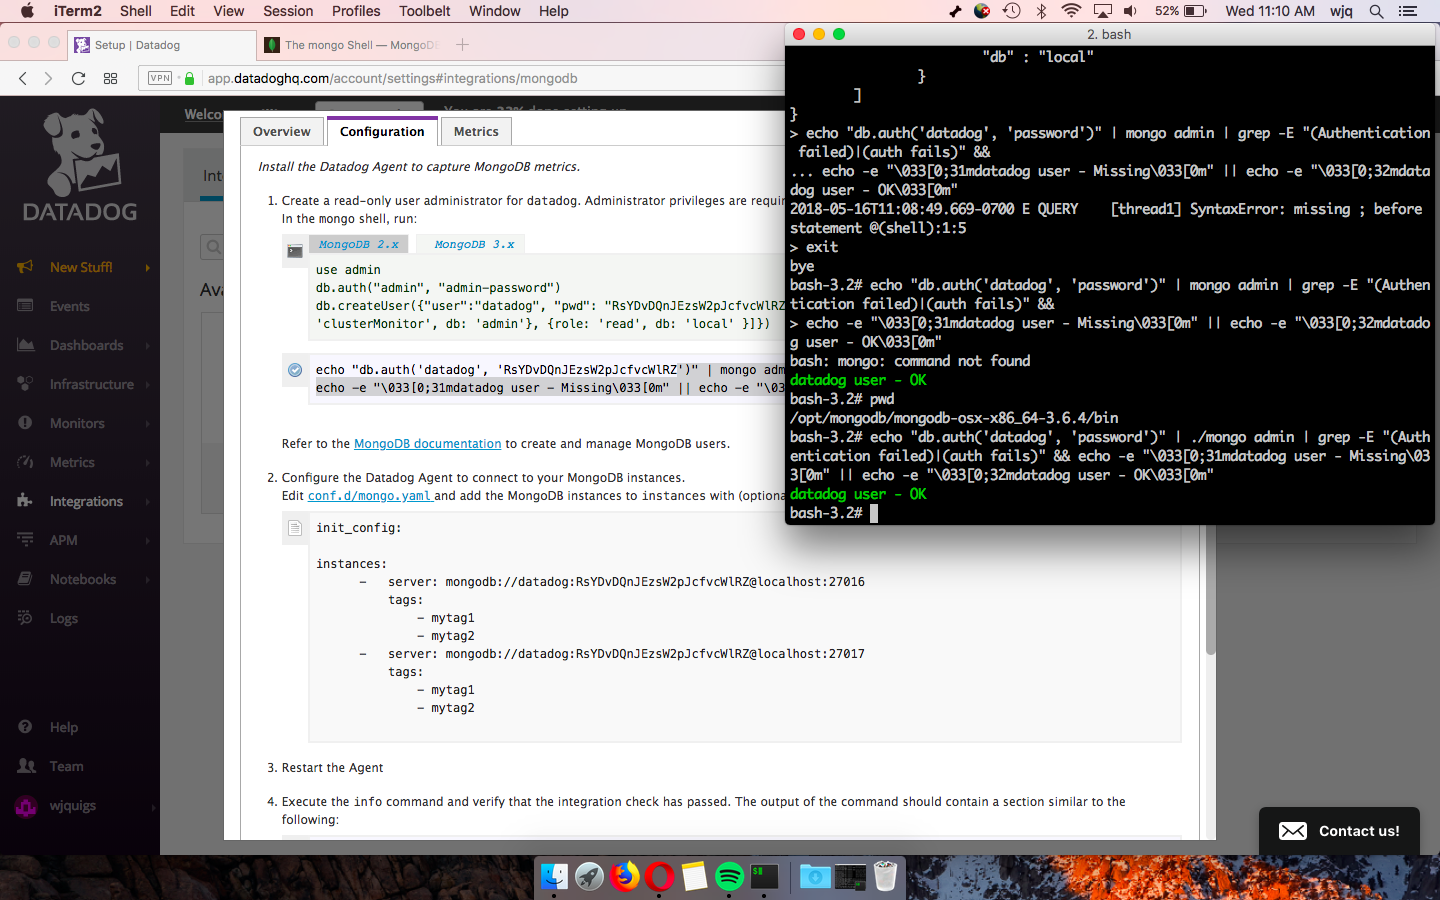 iTerm2 Shell Edit View Session Profiles Toolbelt Window Help 52% Wed 11:10 AM wjq
Setup | Datadog
The mongo Shell — MongoD
VPN app.datadoghq.com/account/settings#integrations/mongodb
DATADOG
New Stuff!
Events
Dashboards
Infrastructure
Monitors
Metrics
Integrations
APM
Notebooks
Logs
Help
Team
wjquigs
Welco
Int
Ava
Overview Configuration Metrics
Install the Datadog Agent to capture MongoDB metrics.
1. Create a read-only user administrator for datadog. Administrator privileges are requi
In the mongo shell, run:
MongoDB 2.x MongoDB 3.x
use admin
db.auth("admin", "admin-password")
db.createUser({"user":"datadog", "pwd": "RsYDvDQnJEzsW2pJcfvcWlRZ
'clusterMonitor', db: 'admin'}, {role: 'read', db: 'local' }]})
echo "db.auth('datadog', 'RsYDvDQnJEzsW2pJcfvcWlRZ')" | mongo adm
echo -e "\033[0;31mdatadog user - Missing\033[0m" || echo -e "\03
Refer to the MongoDB documentation to create and manage MongoDB users.
2. Configure the Datadog Agent to connect to your MongoDB instances.
Edit conf.d/mongo.yaml and add the MongoDB instances to instances with (optiona
init_config:
instances:
- server: mongodb://datadog:RsYDvDQnJEzsW2pJcfvcWlRZ@localhost:27016
tags:
- mytag1
- mytag2
- server: mongodb://datadog:RsYDvDQnJEzsW2pJcfvcWlRZ@localhost:27017
tags:
- mytag1
- mytag2
3. Restart the Agent
4. Execute the info command and verify that the integration check has passed. The output of the command should contain a section similar to the
following:
2. bash
"db" : "local"
}
]
}
> echo "db.auth('datadog', 'password')" | mongo admin | grep -E "(Authentication
failed)|(auth fails)" &&
... echo -e "\033[0;31mdatadog user - Missing\033[0m" || echo -e "\033[0;32mdata
dog user - OK\033[0m"
2018-05-16T11:08:49.669-0700 E QUERY [thread1] SyntaxError: missing ; before
statement @(shell):1:5
> exit
bye
bash-3.2# echo "db.auth('datadog', 'password')" | mongo admin | grep -E "(Authen
tication failed)|(auth fails)" &&
> echo -e "\033[0;31mdatadog user - Missing\033[0m" || echo -e "\033[0;32mdatado
g user - OK\033[0m"
bash: mongo: command not found
datadog user - OK
bash-3.2# pwd
/opt/mongodb/mongodb-osx-x86_64-3.6.4/bin
bash-3.2# echo "db.auth('datadog', 'password')" | ./mongo admin | grep -E "(Auth
entication failed)|(auth fails)" && echo -e "\033[0;31mdatadog user - Missing\03
3[0m" || echo -e "\033[0;32mdatadog user - OK\033[0m"
datadog user - OK
bash-3.2#
Contact us!